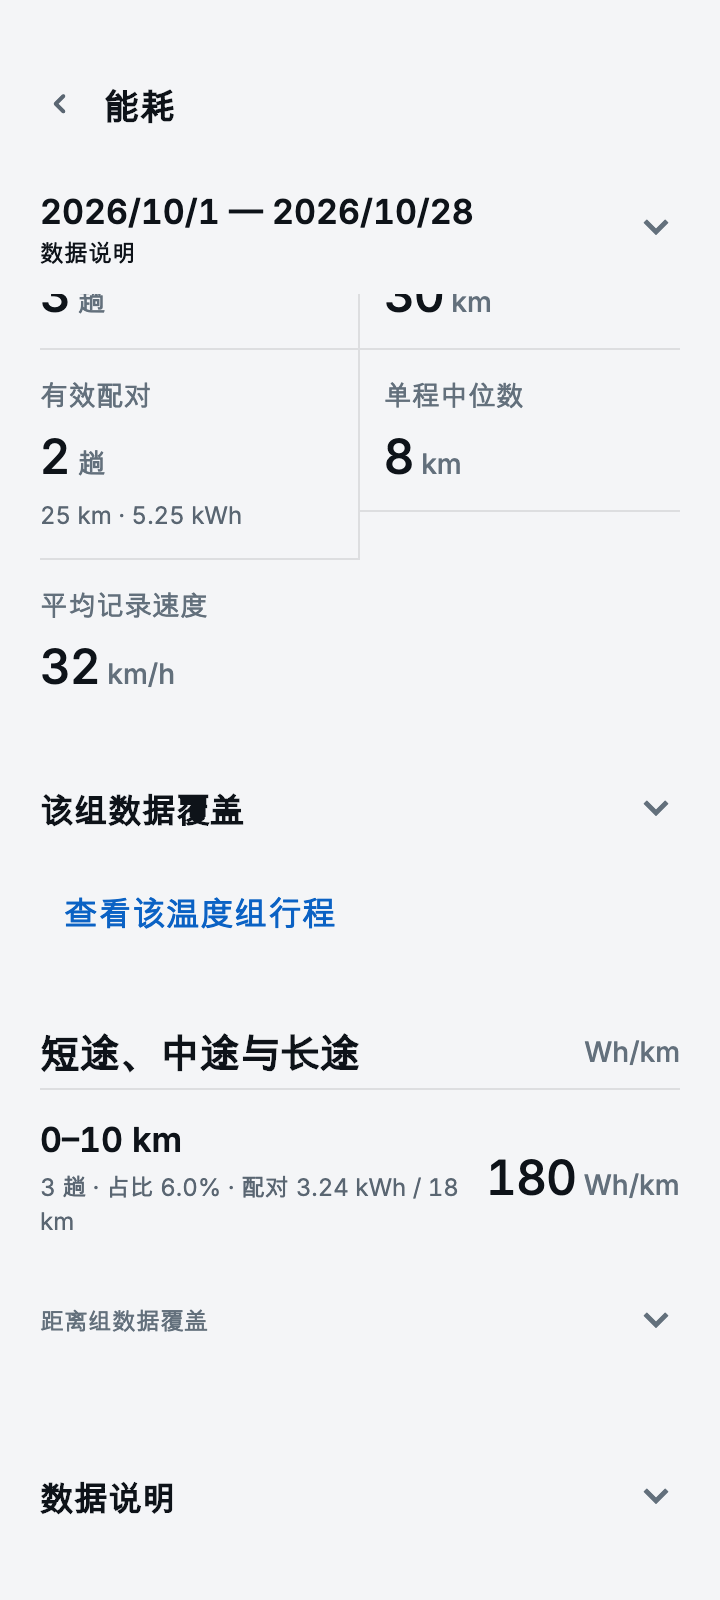 能耗
2026/10/1 — 2026/10/28
数据说明
3 趟
30 km
有效配对
单程中位数
2 趟
8 km
25 km · 5.25 kWh
平均记录速度
32 km/h
该组数据覆盖
查看该温度组行程
短途、中途与长途
Wh/km
0–10 km
3 趟 · 占比 6.0% · 配对 3.24 kWh / 18
km
180 Wh/km
距离组数据覆盖
数据说明